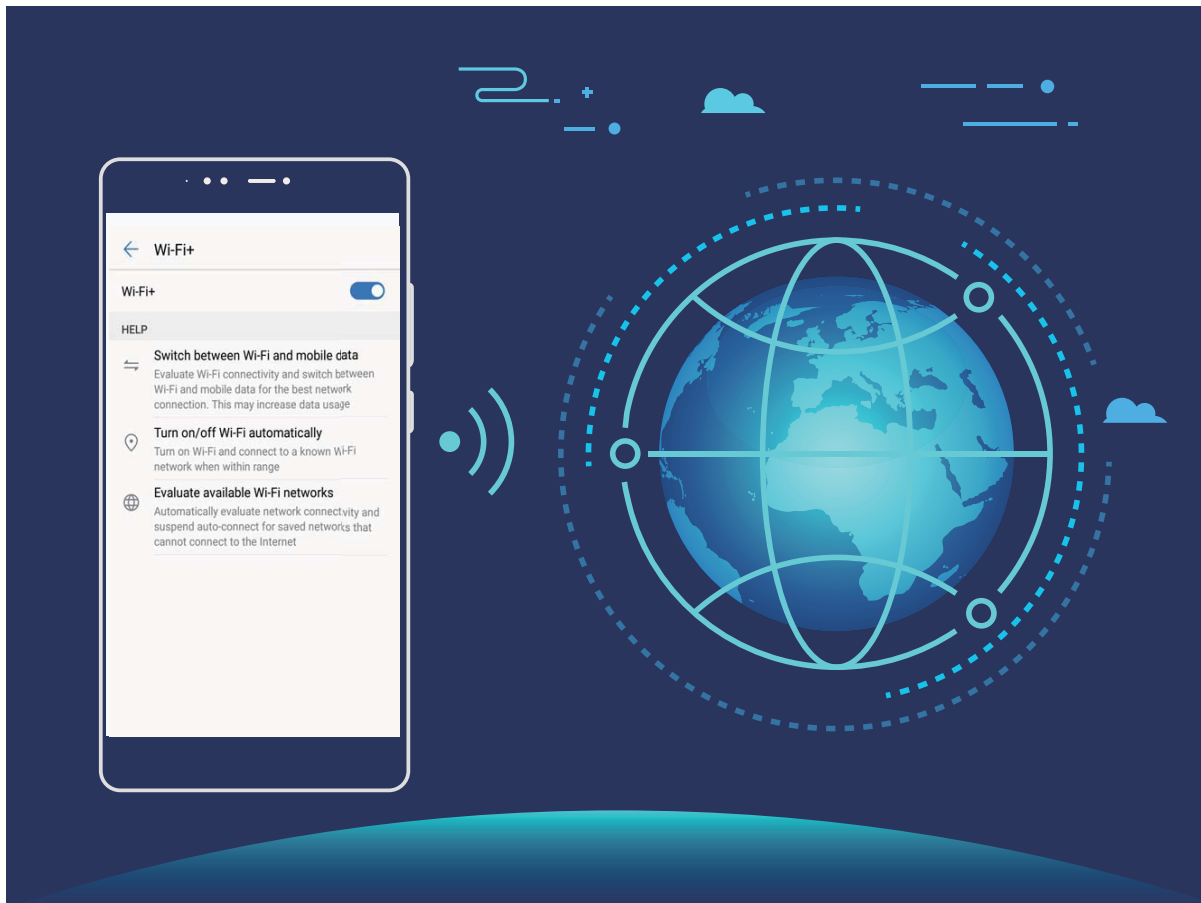 Wi-Fi+
Wi-Fi+
HELP
Switch between Wi-Fi and mobile data
Evaluate Wi-Fi connectivity and switch between
Wi-Fi and mobile data for the best network
connection. This may increase data usage
Turn on/off Wi-Fi automatically
Turn on Wi-Fi and connect to a known Wi-Fi
network when within range
Evaluate available Wi-Fi networks
Automatically evaluate network connectivity and
suspend auto-connect for saved networks that
cannot connect to the Internet